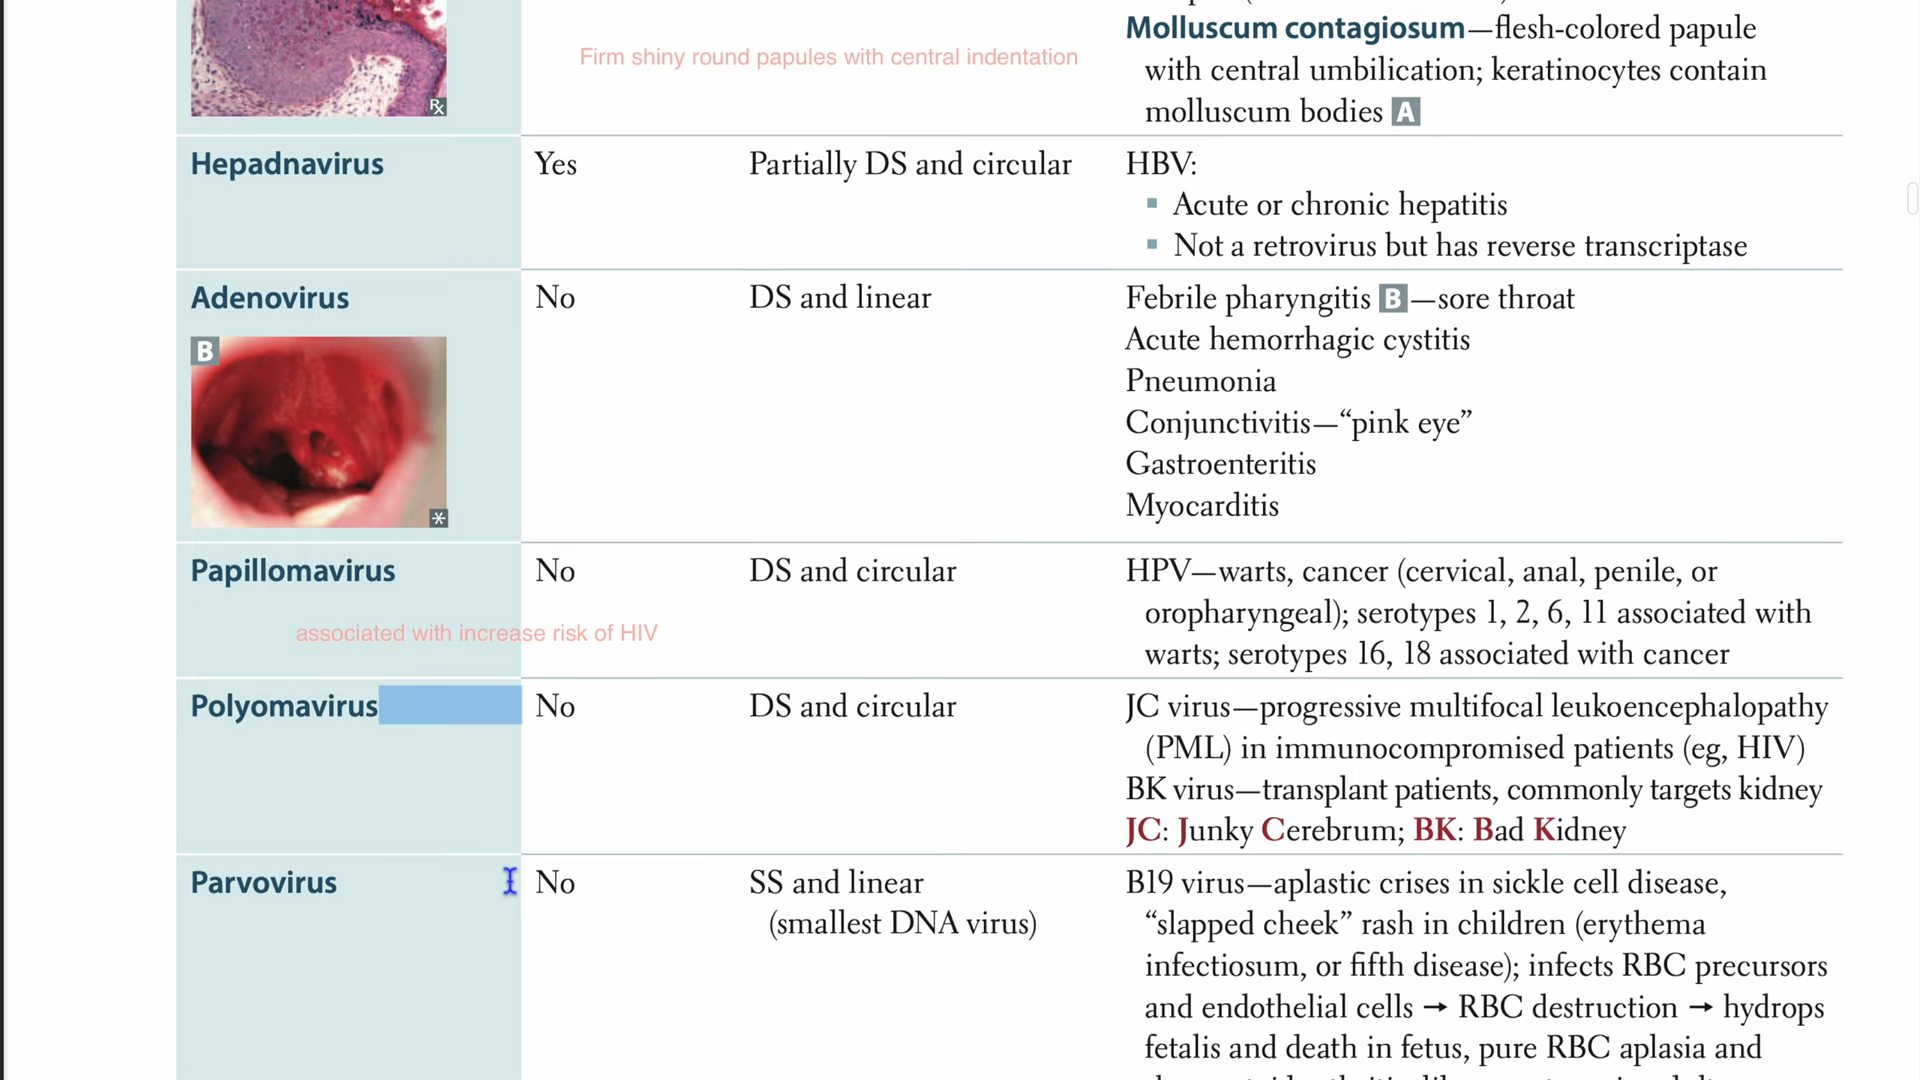 Firm shiny round papules with central indentation
Molluscum contagiosum—flesh-colored papule
with central umbilication; keratinocytes contain
molluscum bodies A
Rx
Hepadnavirus
Yes
Partially DS and circular
HBV:
▪ Acute or chronic hepatitis
▪ Not a retrovirus but has reverse transcriptase
Adenovirus
B
No
DS and linear
Febrile pharyngitis B—sore throat
Acute hemorrhagic cystitis
Pneumonia
Conjunctivitis—“pink eye”
Gastroenteritis
Myocarditis
Papillomavirus
associated with increase risk of HIV
No
DS and circular
HPV—warts, cancer (cervical, anal, penile, or
oropharyngeal); serotypes 1, 2, 6, 11 associated with
warts; serotypes 16, 18 associated with cancer
Polyomavirus
No
DS and circular
JC virus—progressive multifocal leukoencephalopathy
(PML) in immunocompromised patients (eg, HIV)
BK virus—transplant patients, commonly targets kidney
JC: Junky Cerebrum; BK: Bad Kidney
Parvovirus
No
SS and linear
(smallest DNA virus)
B19 virus—aplastic crises in sickle cell disease,
“slapped cheek” rash in children (erythema
infectiosum, or fifth disease); infects RBC precursors
and endothelial cells → RBC destruction → hydrops
fetalis and death in fetus, pure RBC aplasia and